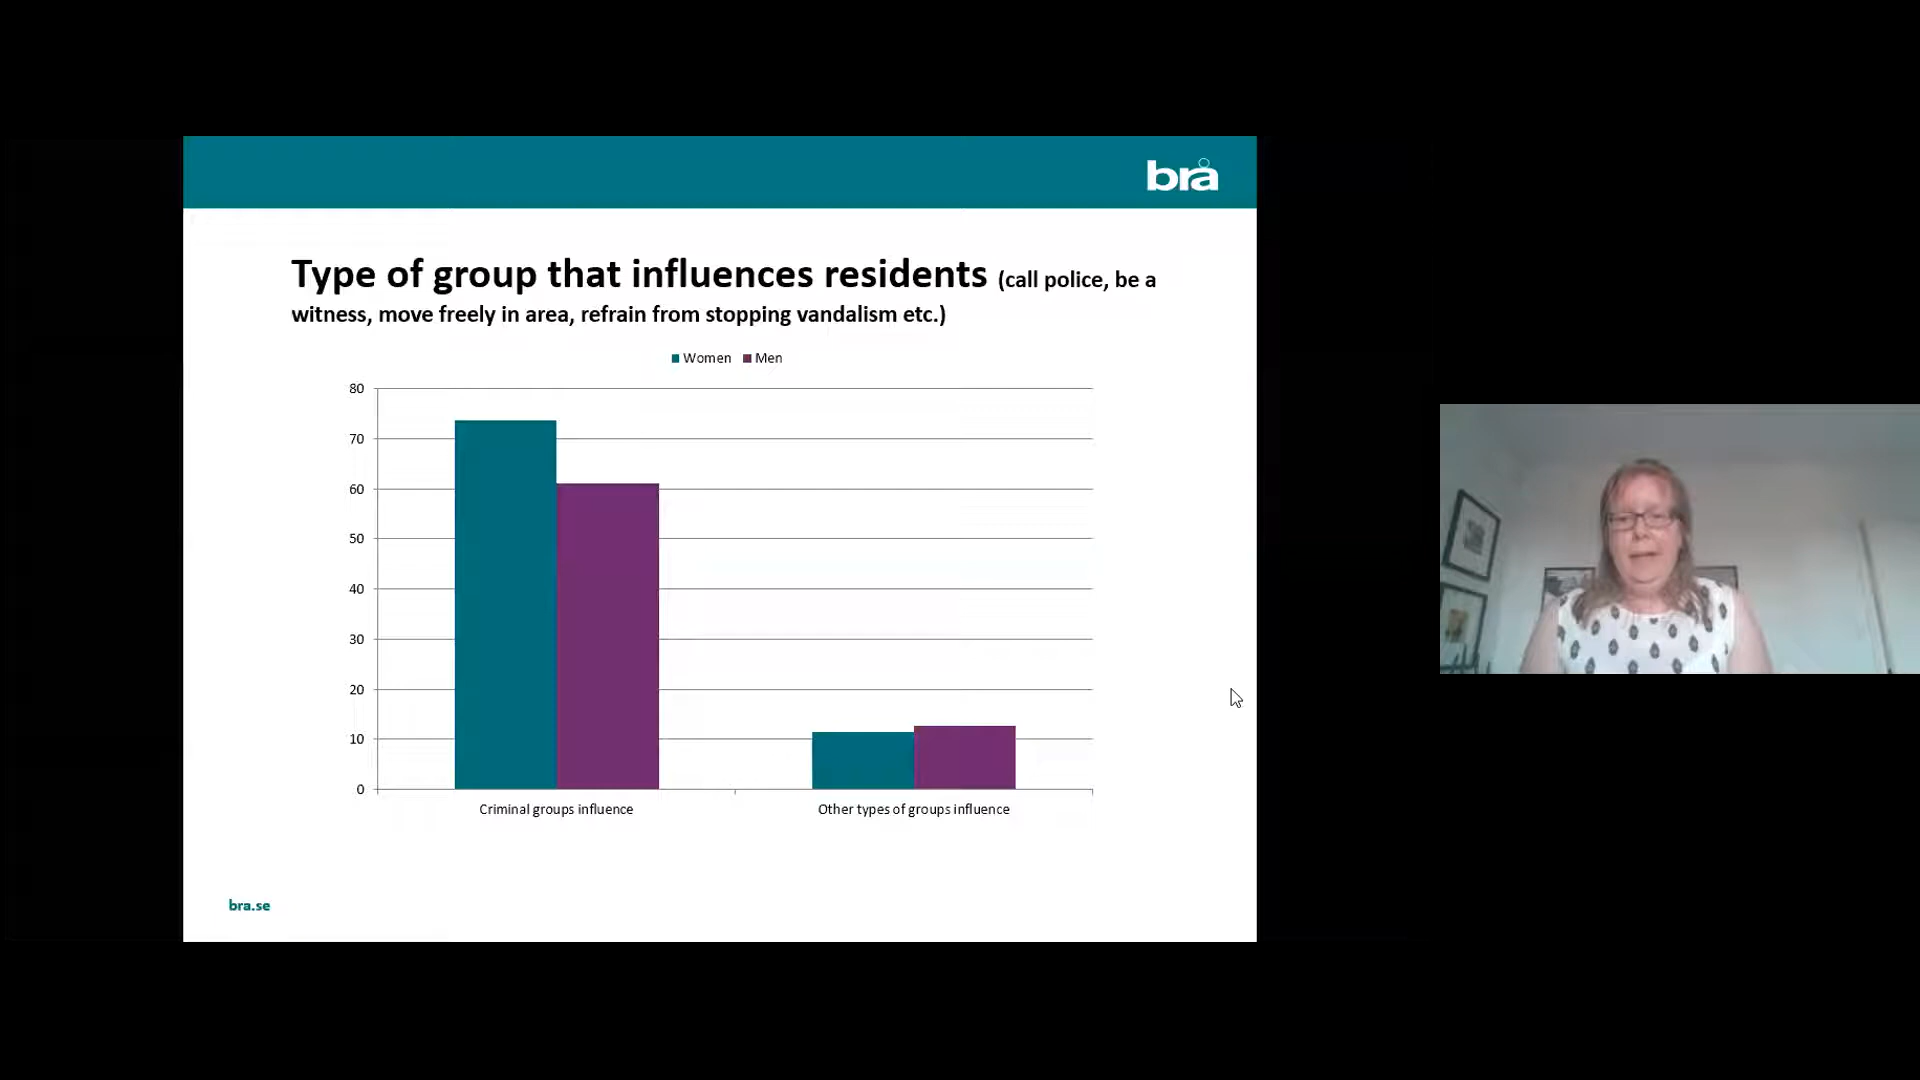 brå
Type of group that influences residents (call police, be a
witness, move freely in area, refrain from stopping vandalism etc.)
Women Men
80
70
60
50
40
30
20
10
0
Criminal groups influence Other types of groups influence
bra.se